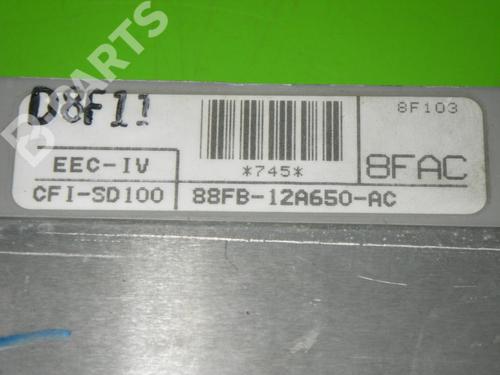 B-PARTS
D8F11
8F103
EEC-IV
*745*
8FAC
CFI-SD100
88FB-12A650-AC